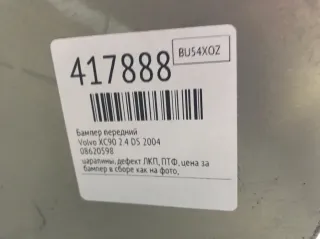 BU54XOZ
417888
Бампер передний
Volvo XC90 2.4 D5 2004
08620598
царапины, дефект ЛКП, ПТФ, цена за
бампер в сборе как на фото,